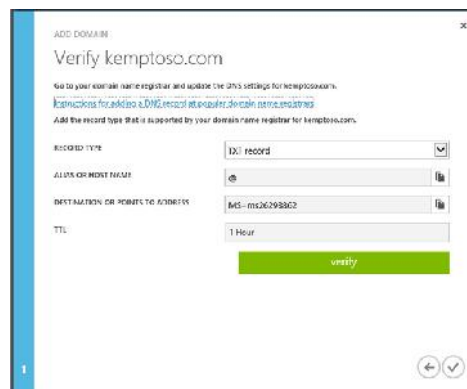 ADD DOMAIN
Verify kemptoso.com
Go to your domain name registrar and update the DNS settings for kemptoso.com.
Instructions for adding a DNS record at popular domain name registrars
Add the record type that is supported by your domain name registrar for kemptoso.com.
RECORD TYPE
TXT record
ALIAS OR HOST NAME
@
DESTINATION OR POINTS TO ADDRESS
MS=ms26293862
TTL
1 Hour
verify
1